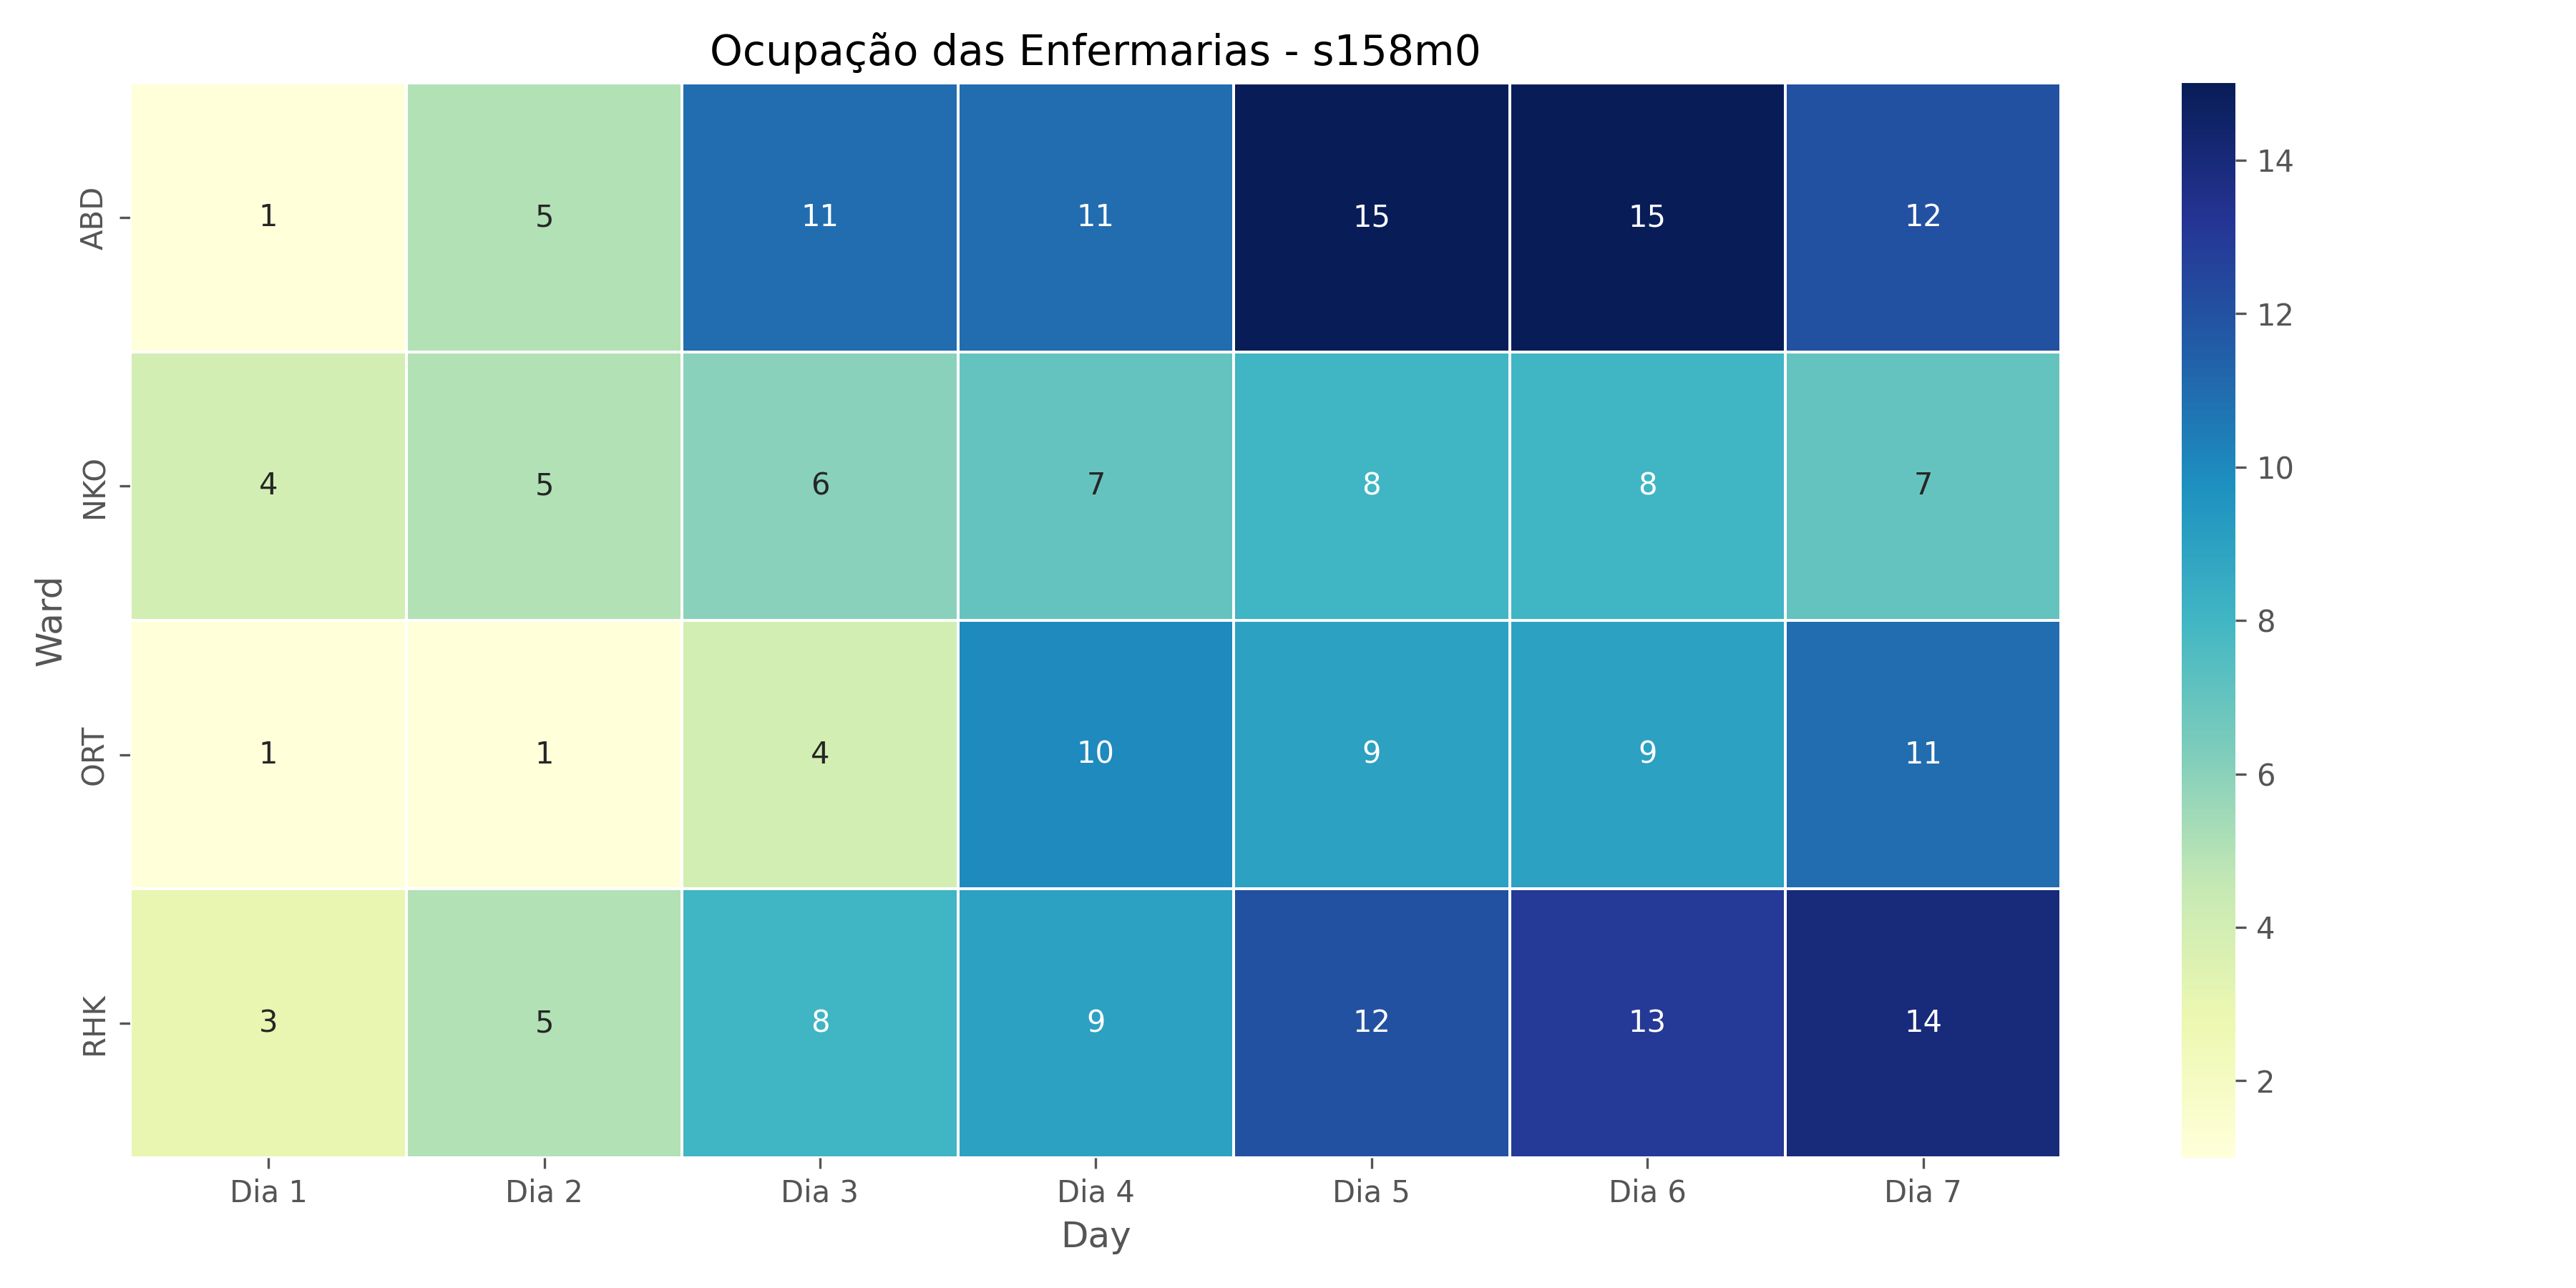 Ocupação das Enfermarias - s158m0
Ward
ABD 1 5 11 11 15 15 12
NKO 4 5 6 7 8 8 7
ORT 1 1 4 10 9 9 11
RHK 3 5 8 9 12 13 14
Dia 1 Dia 2 Dia 3 Dia 4 Dia 5 Dia 6 Dia 7
Day
14
12
10
8
6
4
2